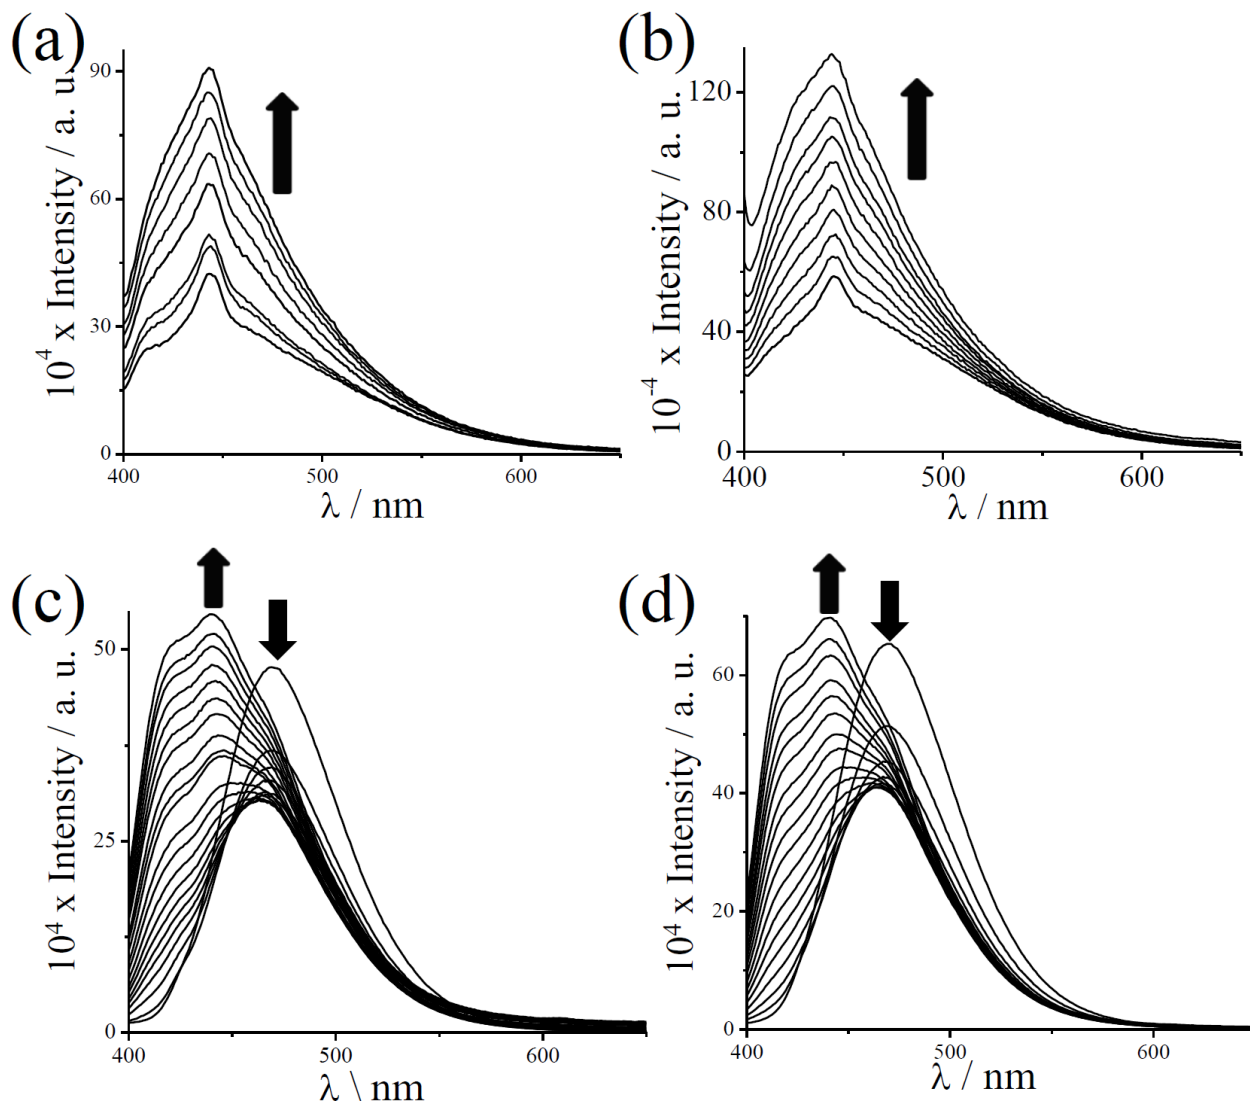 (a)
90
60
30
0
10⁴ x Intensity / a. u.
400 500 600
λ / nm
(b)
120
80
40
0
10⁻⁴ x Intensity / a. u.
400 500 600
λ / nm
(c)
50
25
0
10⁴ x Intensity / a. u.
400 500 600
λ \ nm
(d)
60
40
20
0
10⁴ x Intensity / a. u.
400 500 600
λ / nm